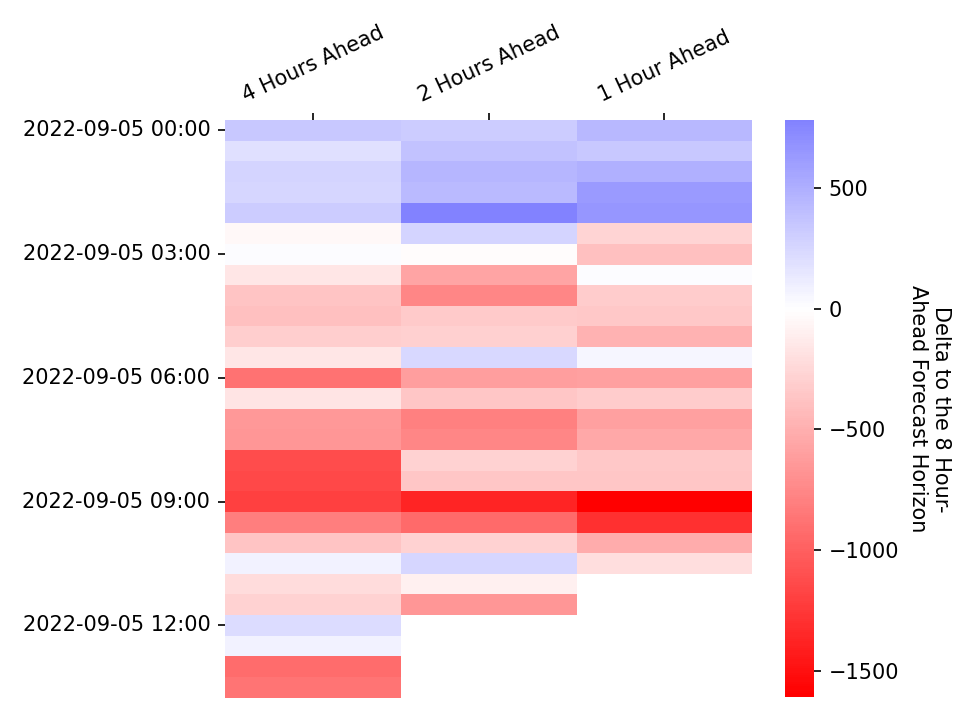 4 Hours Ahead
2 Hours Ahead
1 Hour Ahead
2022-09-05 00:00
2022-09-05 03:00
2022-09-05 06:00
2022-09-05 09:00
2022-09-05 12:00
500
0
−500
−1000
−1500
Delta to the 8 Hour-
Ahead Forecast Horizon